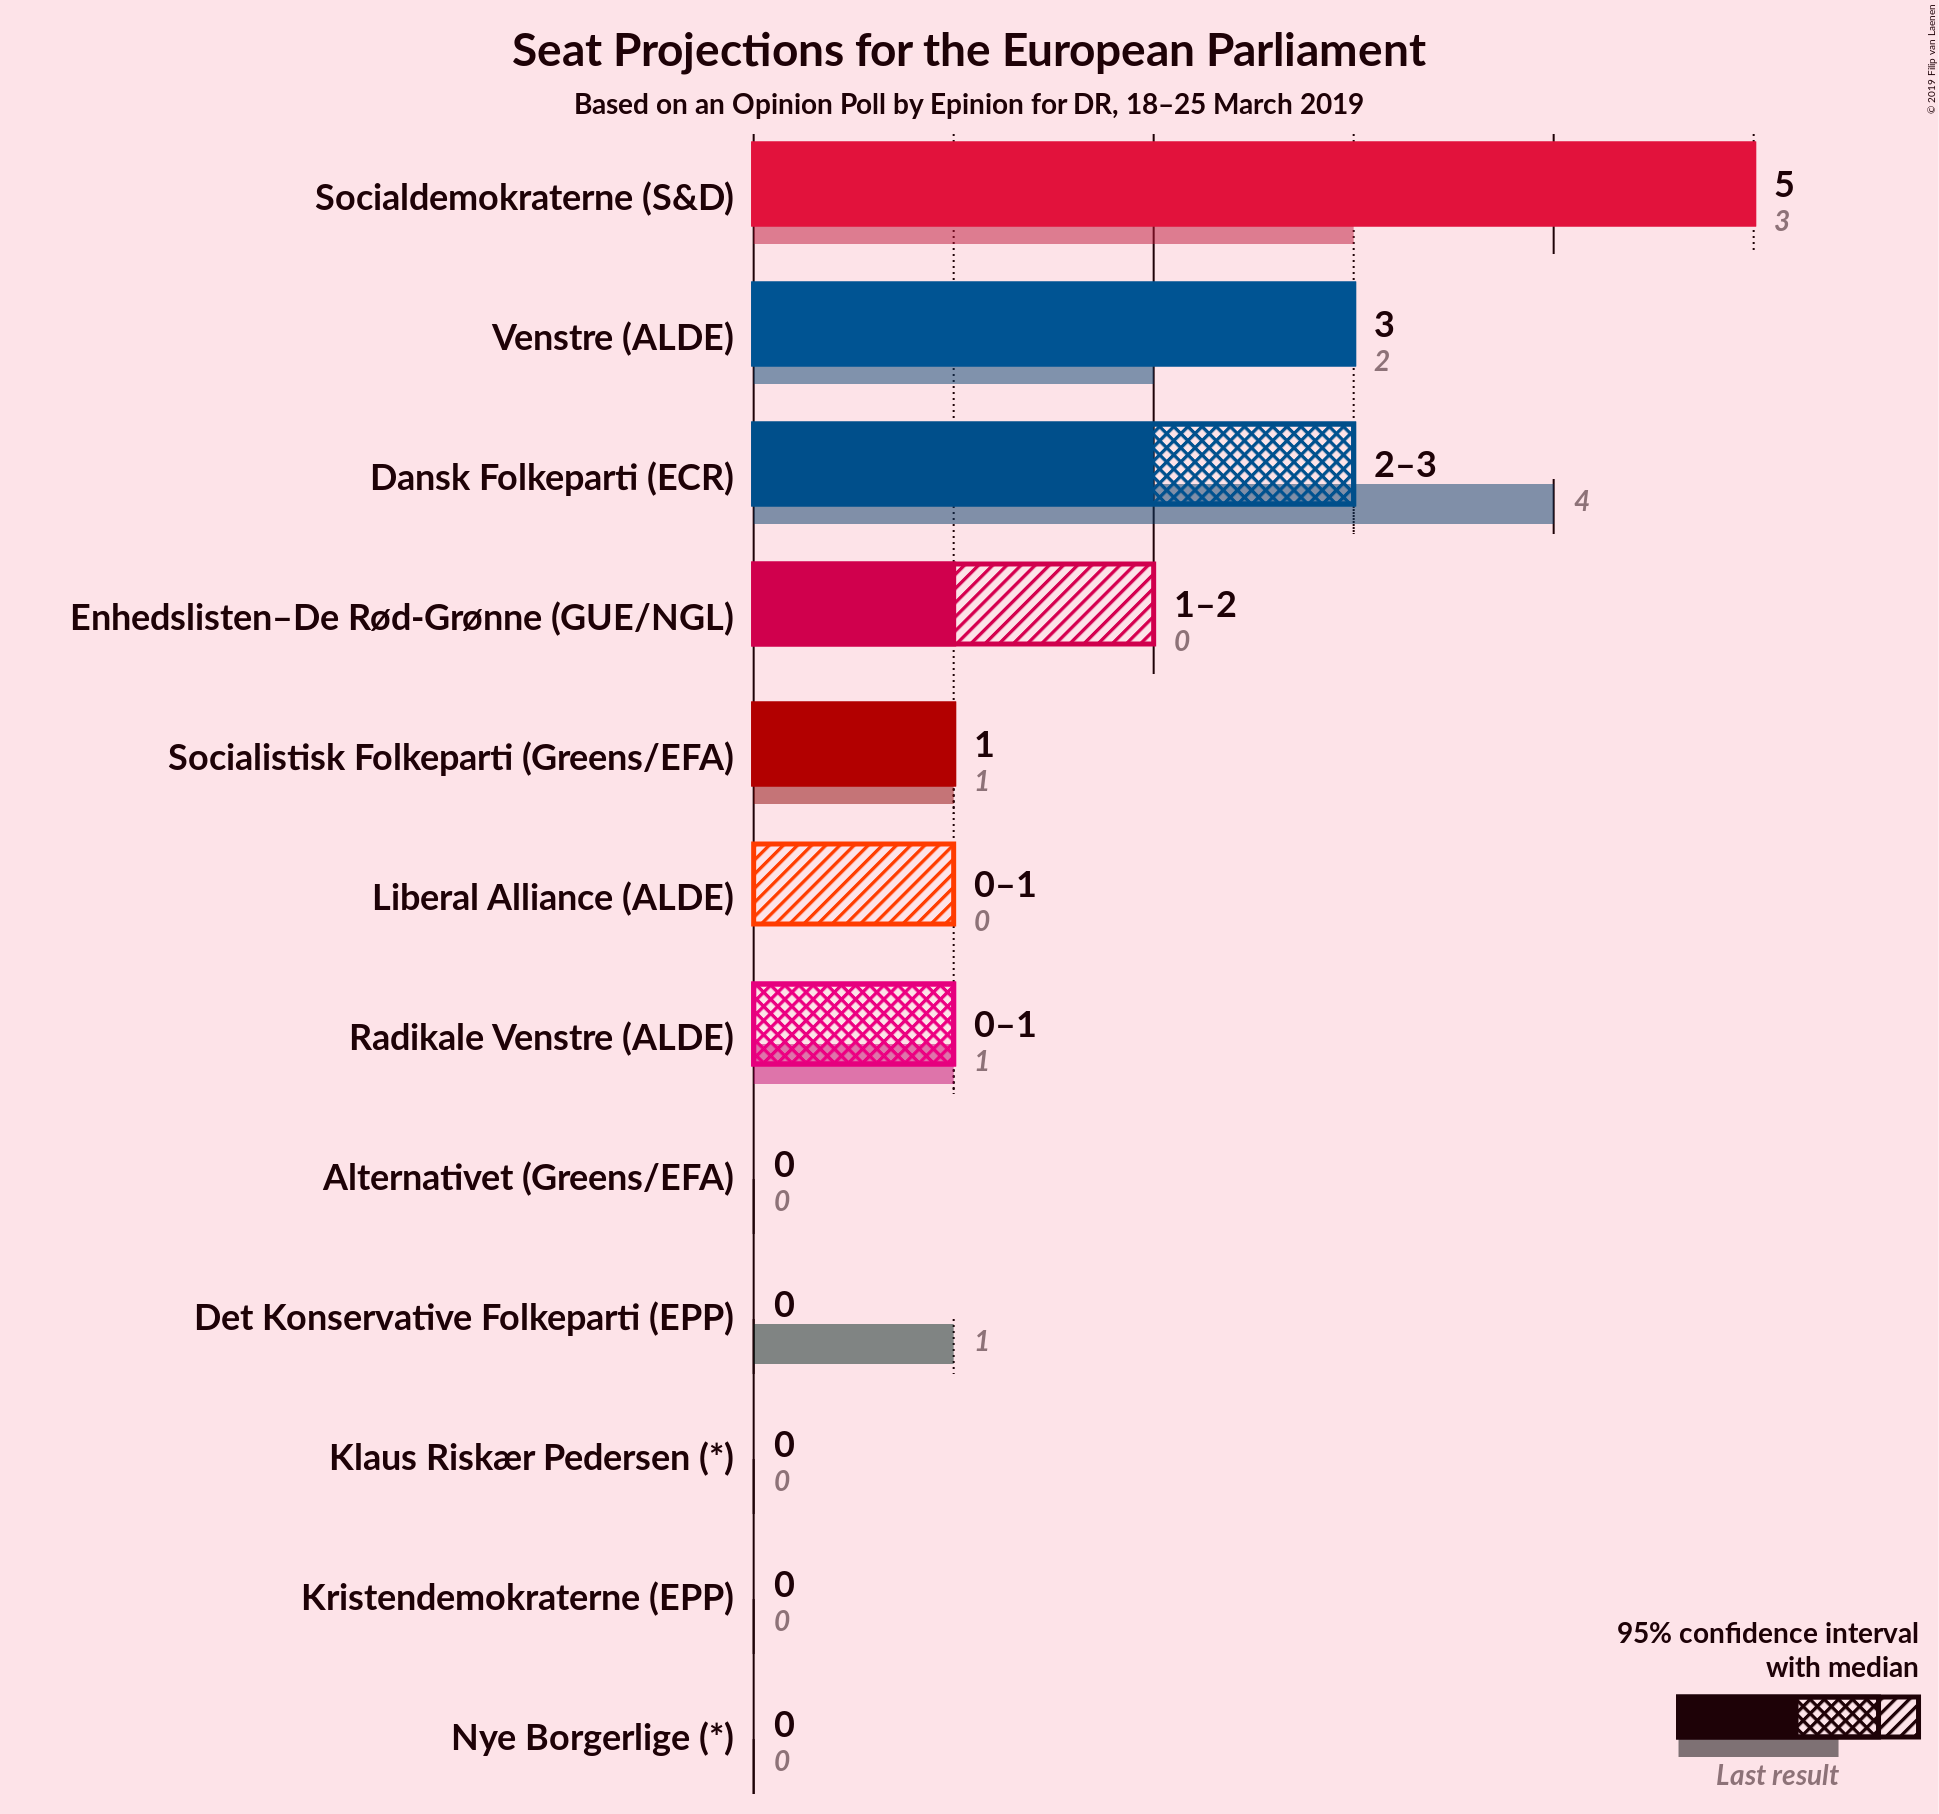 Seat Projections for the European Parliament
Based on an Opinion Poll by Epinion for DR, 18–25 March 2019
© 2019 Filip van Laenen
Socialdemokraterne (S&D)
5
3
Venstre (ALDE)
3
2
Dansk Folkeparti (ECR)
2–3
4
Enhedslisten–De Rød-Grønne (GUE/NGL)
1–2
0
Socialistisk Folkeparti (Greens/EFA)
1
1
Liberal Alliance (ALDE)
0–1
0
Radikale Venstre (ALDE)
0–1
1
Alternativet (Greens/EFA)
0
0
Det Konservative Folkeparti (EPP)
0
1
Klaus Riskær Pedersen (*)
0
0
Kristendemokraterne (EPP)
0
0
Nye Borgerlige (*)
0
0
95% confidence interval
with median
Last result